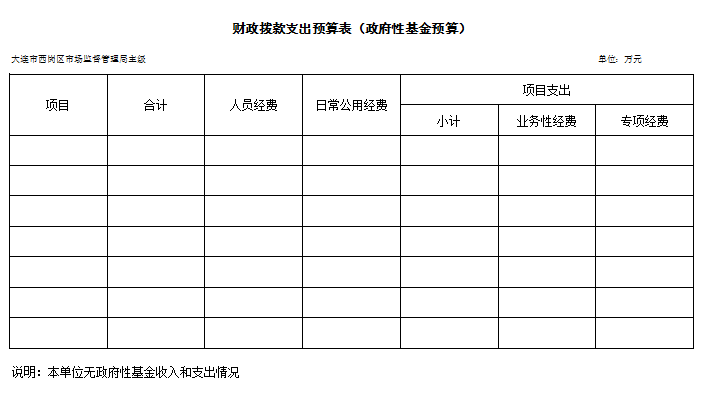 财政拨款支出预算表（政府性基金预算）
大连市西岗区市场监督管理局本级 单位：万元
项目 合计 人员经费 日常公用经费 项目支出
小计 业务性经费 专项经费
说明：本单位无政府性基金收入和支出情况